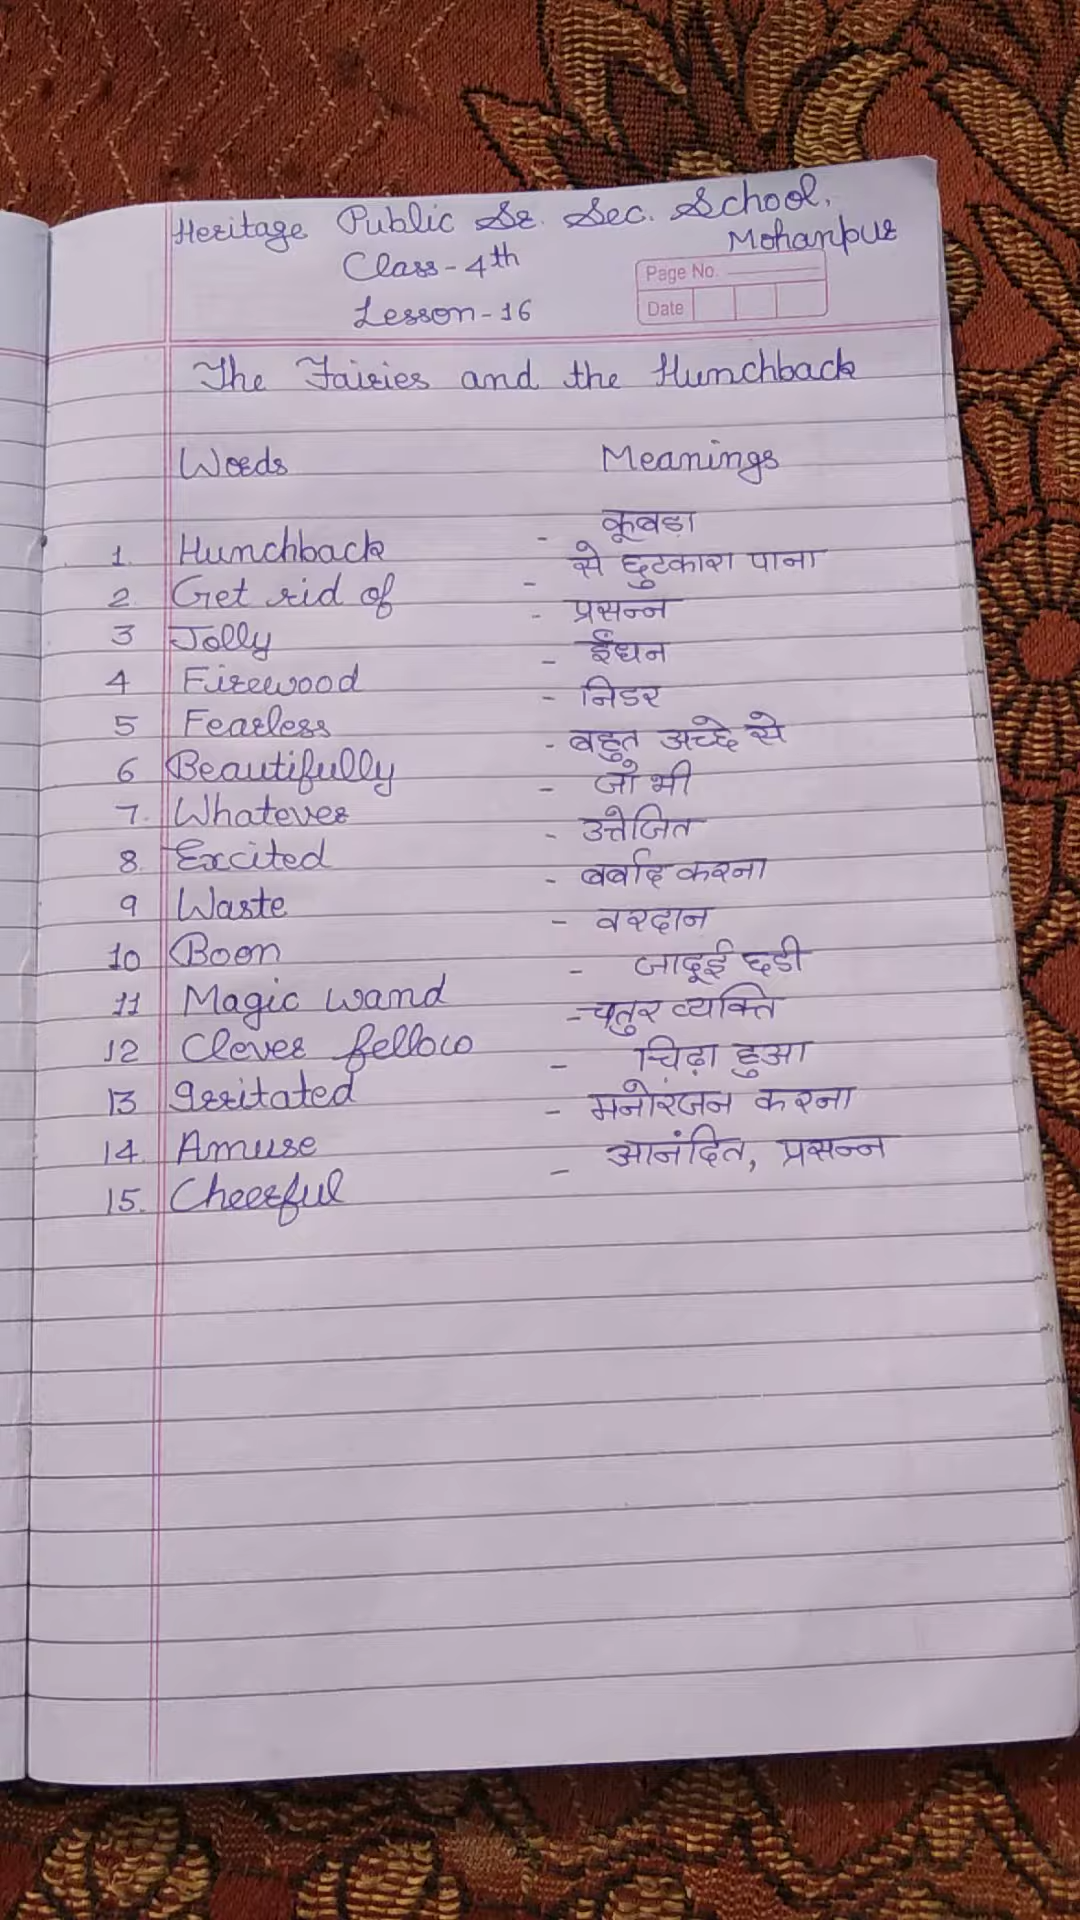 Heritage Public Sr. Sec. School,
Mohanpur
Class-4th
Page No.
Lesson-16
Date
The Fairies and the Hunchback
Words Meanings
1. Hunchback - कूबड़ा
2. Get rid of - से छुटकारा पाना
3 Jolly - प्रसन्न
4 Firewood - ईंधन
5 Fearless - निडर
6 Beautifully - बहुत अच्छे से
7. Whatever - जो भी
8. Excited - उत्तेजित
9 Waste - बर्बाद करना
10 Boon - वरदान
11 Magic wand - जादूई छडी
12 Clever fellow - चतुर व्यक्ति
13 Irritated - चिढ़ा हुआ
14. Amuse - मनोरंजन करना
15. Cheerful - आनंदित, प्रसन्न